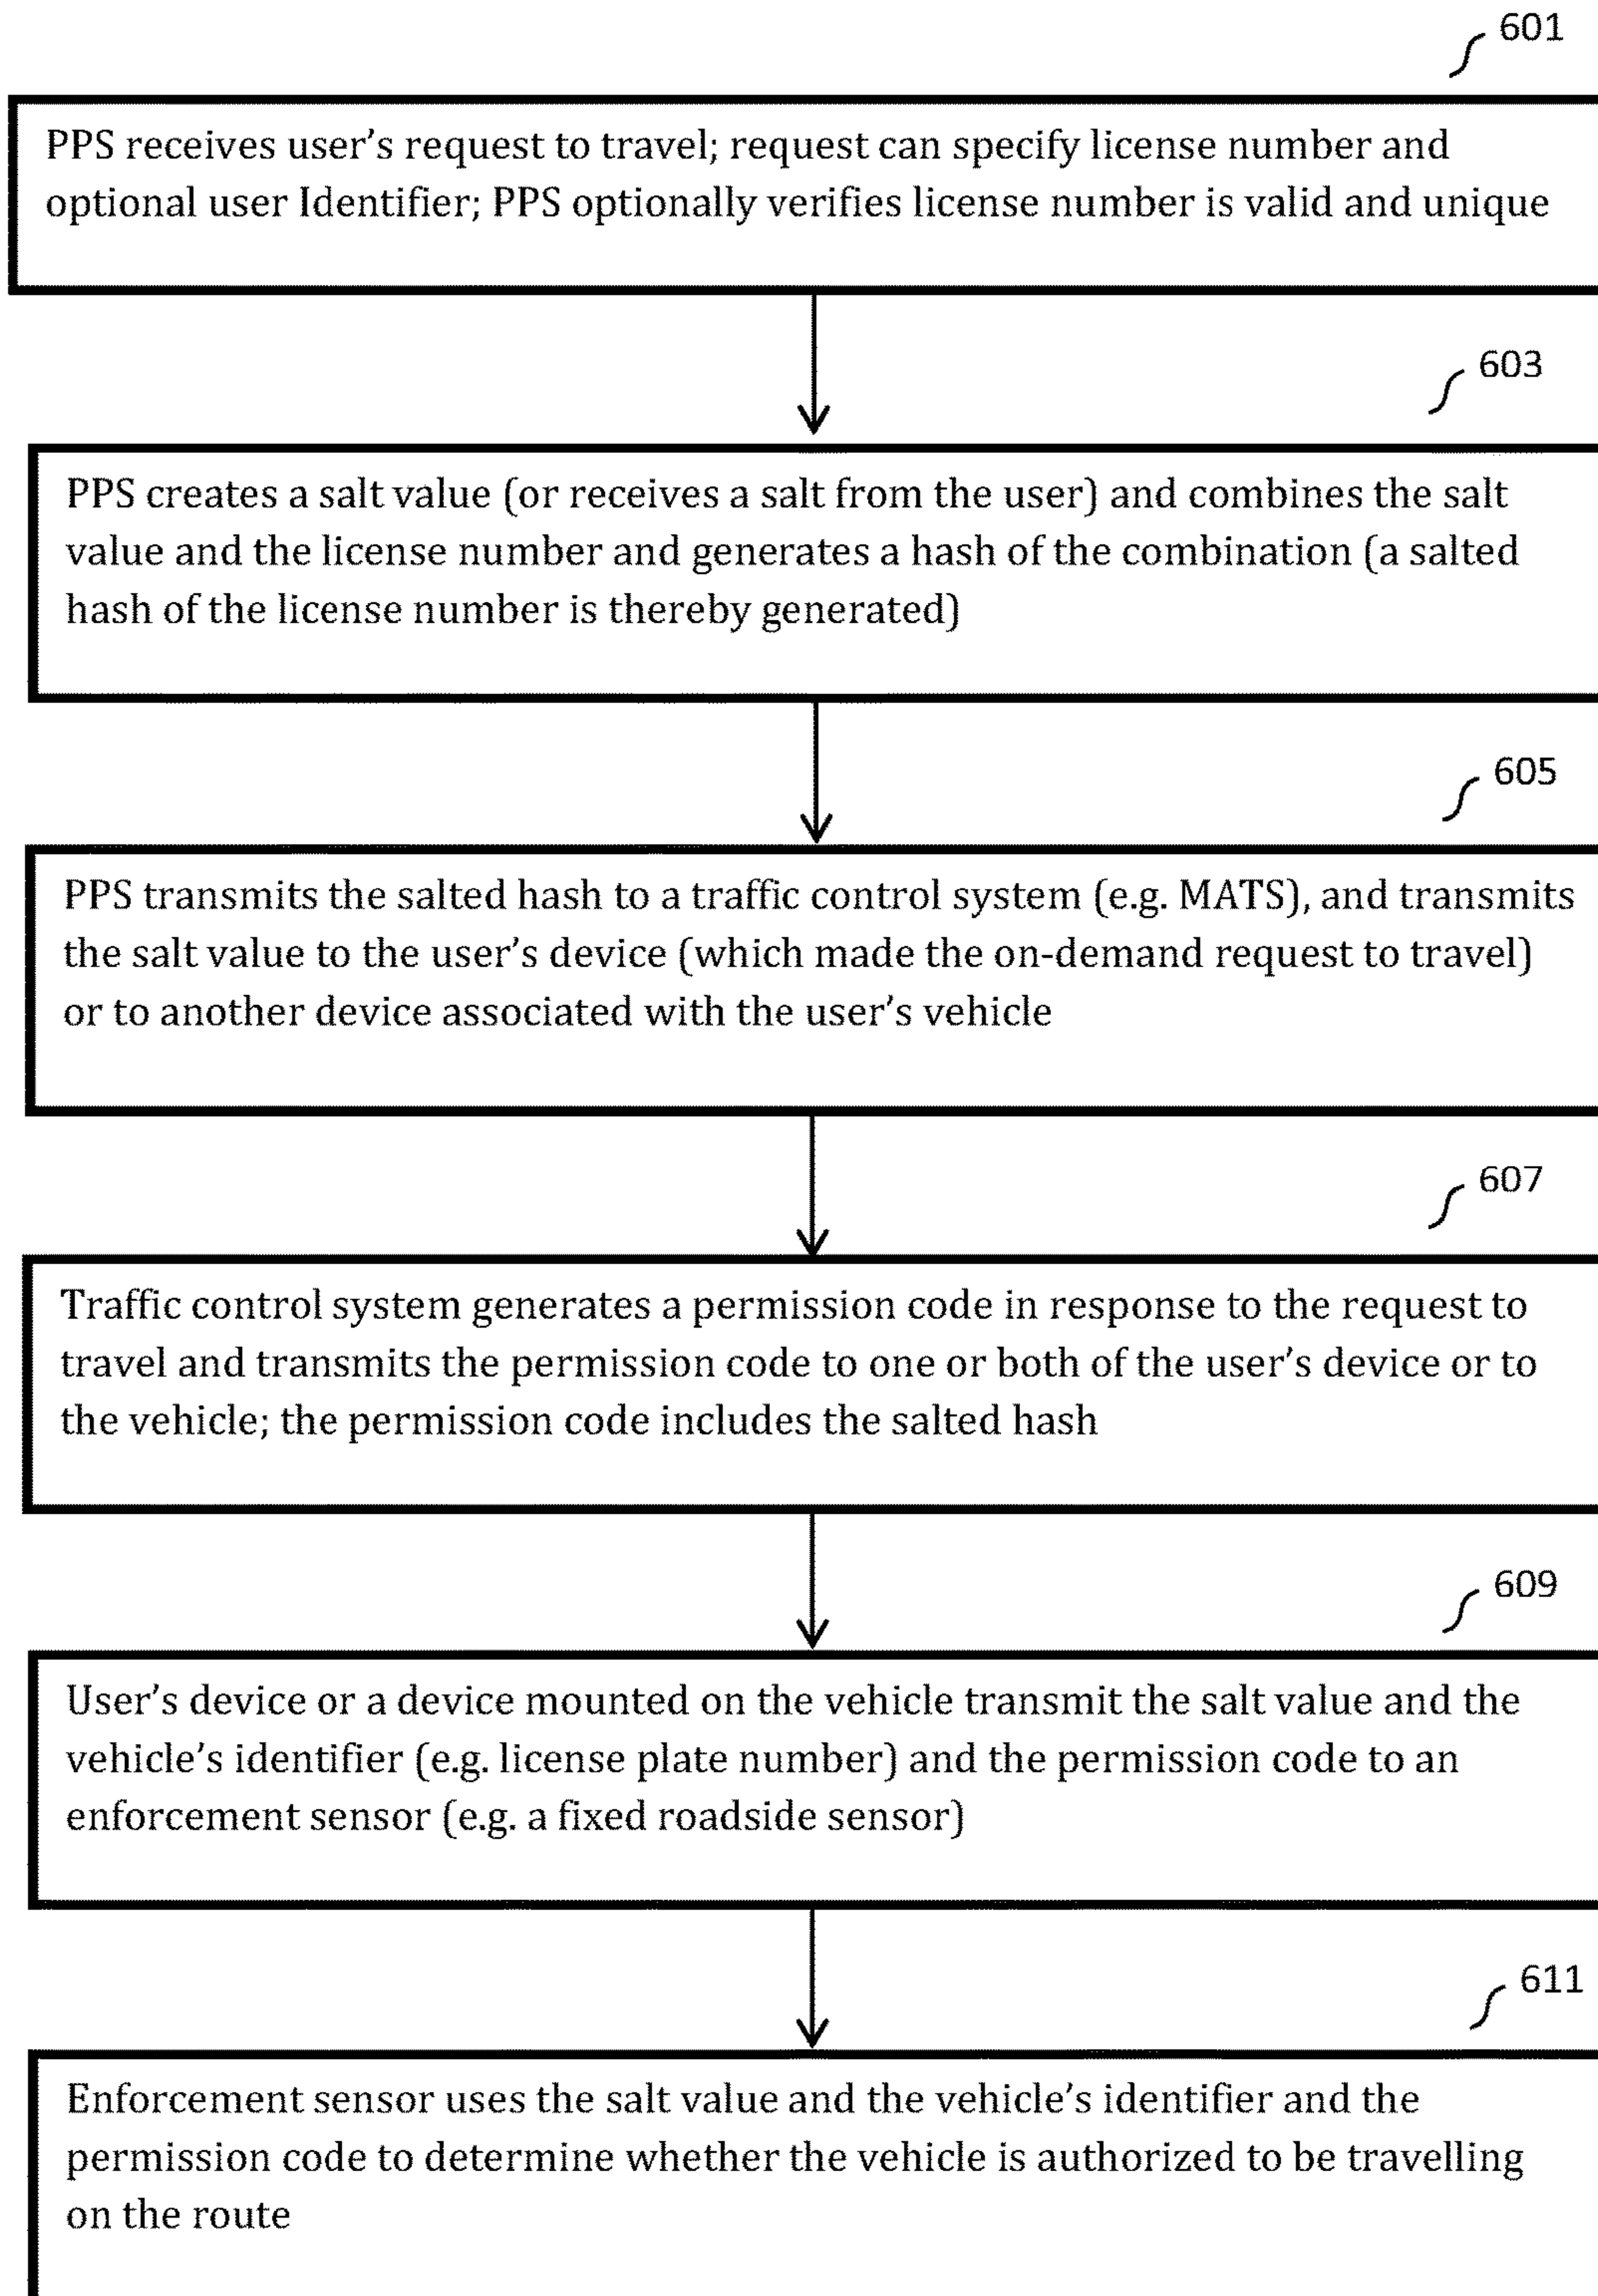 601
PPS receives user's request to travel; request can specify license number and
optional user Identifier; PPS optionally verifies license number is valid and unique
603
PPS creates a salt value (or receives a salt from the user) and combines the salt
value and the license number and generates a hash of the combination (a salted
hash of the license number is thereby generated)
605
PPS transmits the salted hash to a traffic control system (e.g. MATS), and transmits
the salt value to the user's device (which made the on-demand request to travel)
or to another device associated with the user's vehicle
607
Traffic control system generates a permission code in response to the request to
travel and transmits the permission code to one or both of the user's device or to
the vehicle; the permission code includes the salted hash
609
User's device or a device mounted on the vehicle transmit the salt value and the
vehicle's identifier (e.g. license plate number) and the permission code to an
enforcement sensor (e.g. a fixed roadside sensor)
611
Enforcement sensor uses the salt value and the vehicle's identifier and the
permission code to determine whether the vehicle is authorized to be travelling
on the route